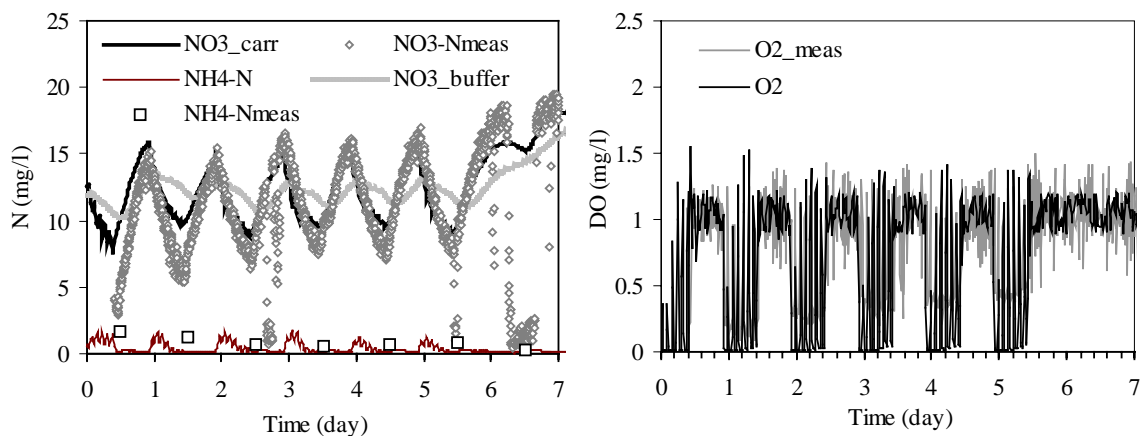 25
20
15
10
5
0
N (mg/l)
NO3_carr
NO3-Nmeas
NH4-N
NO3_buffer
NH4-Nmeas
0 1 2 3 4 5 6 7
Time (day)
2.5
2
1.5
1
0.5
0
DO (mg/l)
O2_meas
O2
0 1 2 3 4 5 6 7
Time (day)